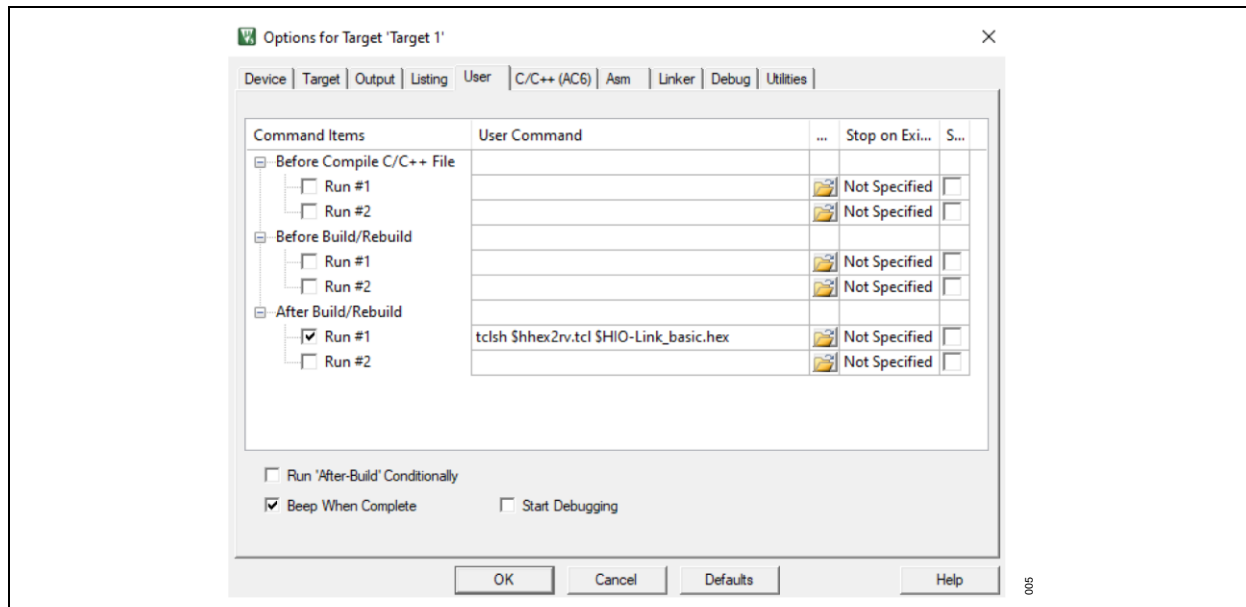 Options for Target 'Target 1'
Device Target Output Listing User C/C++ (AC6) Asm Linker Debug Utilities
Command Items User Command ... Stop on Exi... S...
Before Compile C/C++ File
Run #1 Not Specified
Run #2 Not Specified
Before Build/Rebuild
Run #1 Not Specified
Run #2 Not Specified
After Build/Rebuild
Run #1 tclsh $hhex2rv.tcl $HIO-Link_basic.hex Not Specified
Run #2 Not Specified
Run 'After-Build' Conditionally
Beep When Complete Start Debugging
OK Cancel Defaults Help
005